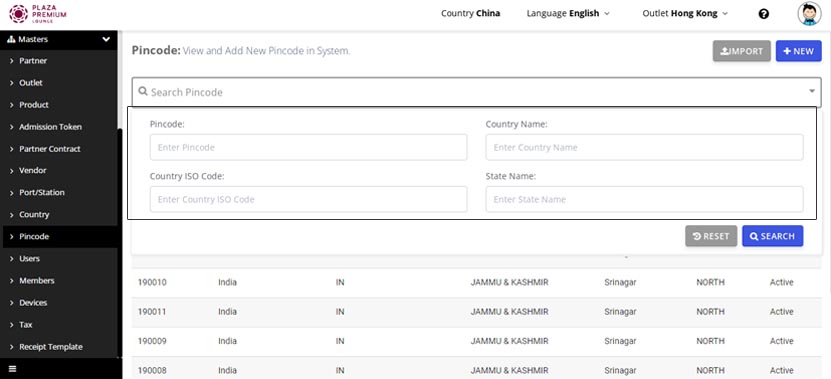 PLAZA
PREMIUM
LOUNGE
Country China
Language English
Outlet Hong Kong
Masters
Partner
Outlet
Product
Admission Token
Partner Contract
Vendor
Port/Station
Country
Pincode
Users
Members
Devices
Tax
Receipt Template
Pincode: View and Add New Pincode in System.
IMPORT
+ NEW
Search Pincode
Pincode:
Country Name:
Enter Pincode
Enter Country Name
Country ISO Code:
State Name:
Enter Country ISO Code
Enter State Name
RESET
SEARCH
190010 India IN JAMMU & KASHMIR Srinagar NORTH Active
190011 India IN JAMMU & KASHMIR Srinagar NORTH Active
190009 India IN JAMMU & KASHMIR Srinagar NORTH Active
190008 India IN JAMMU & KASHMIR Srinagar NORTH Active